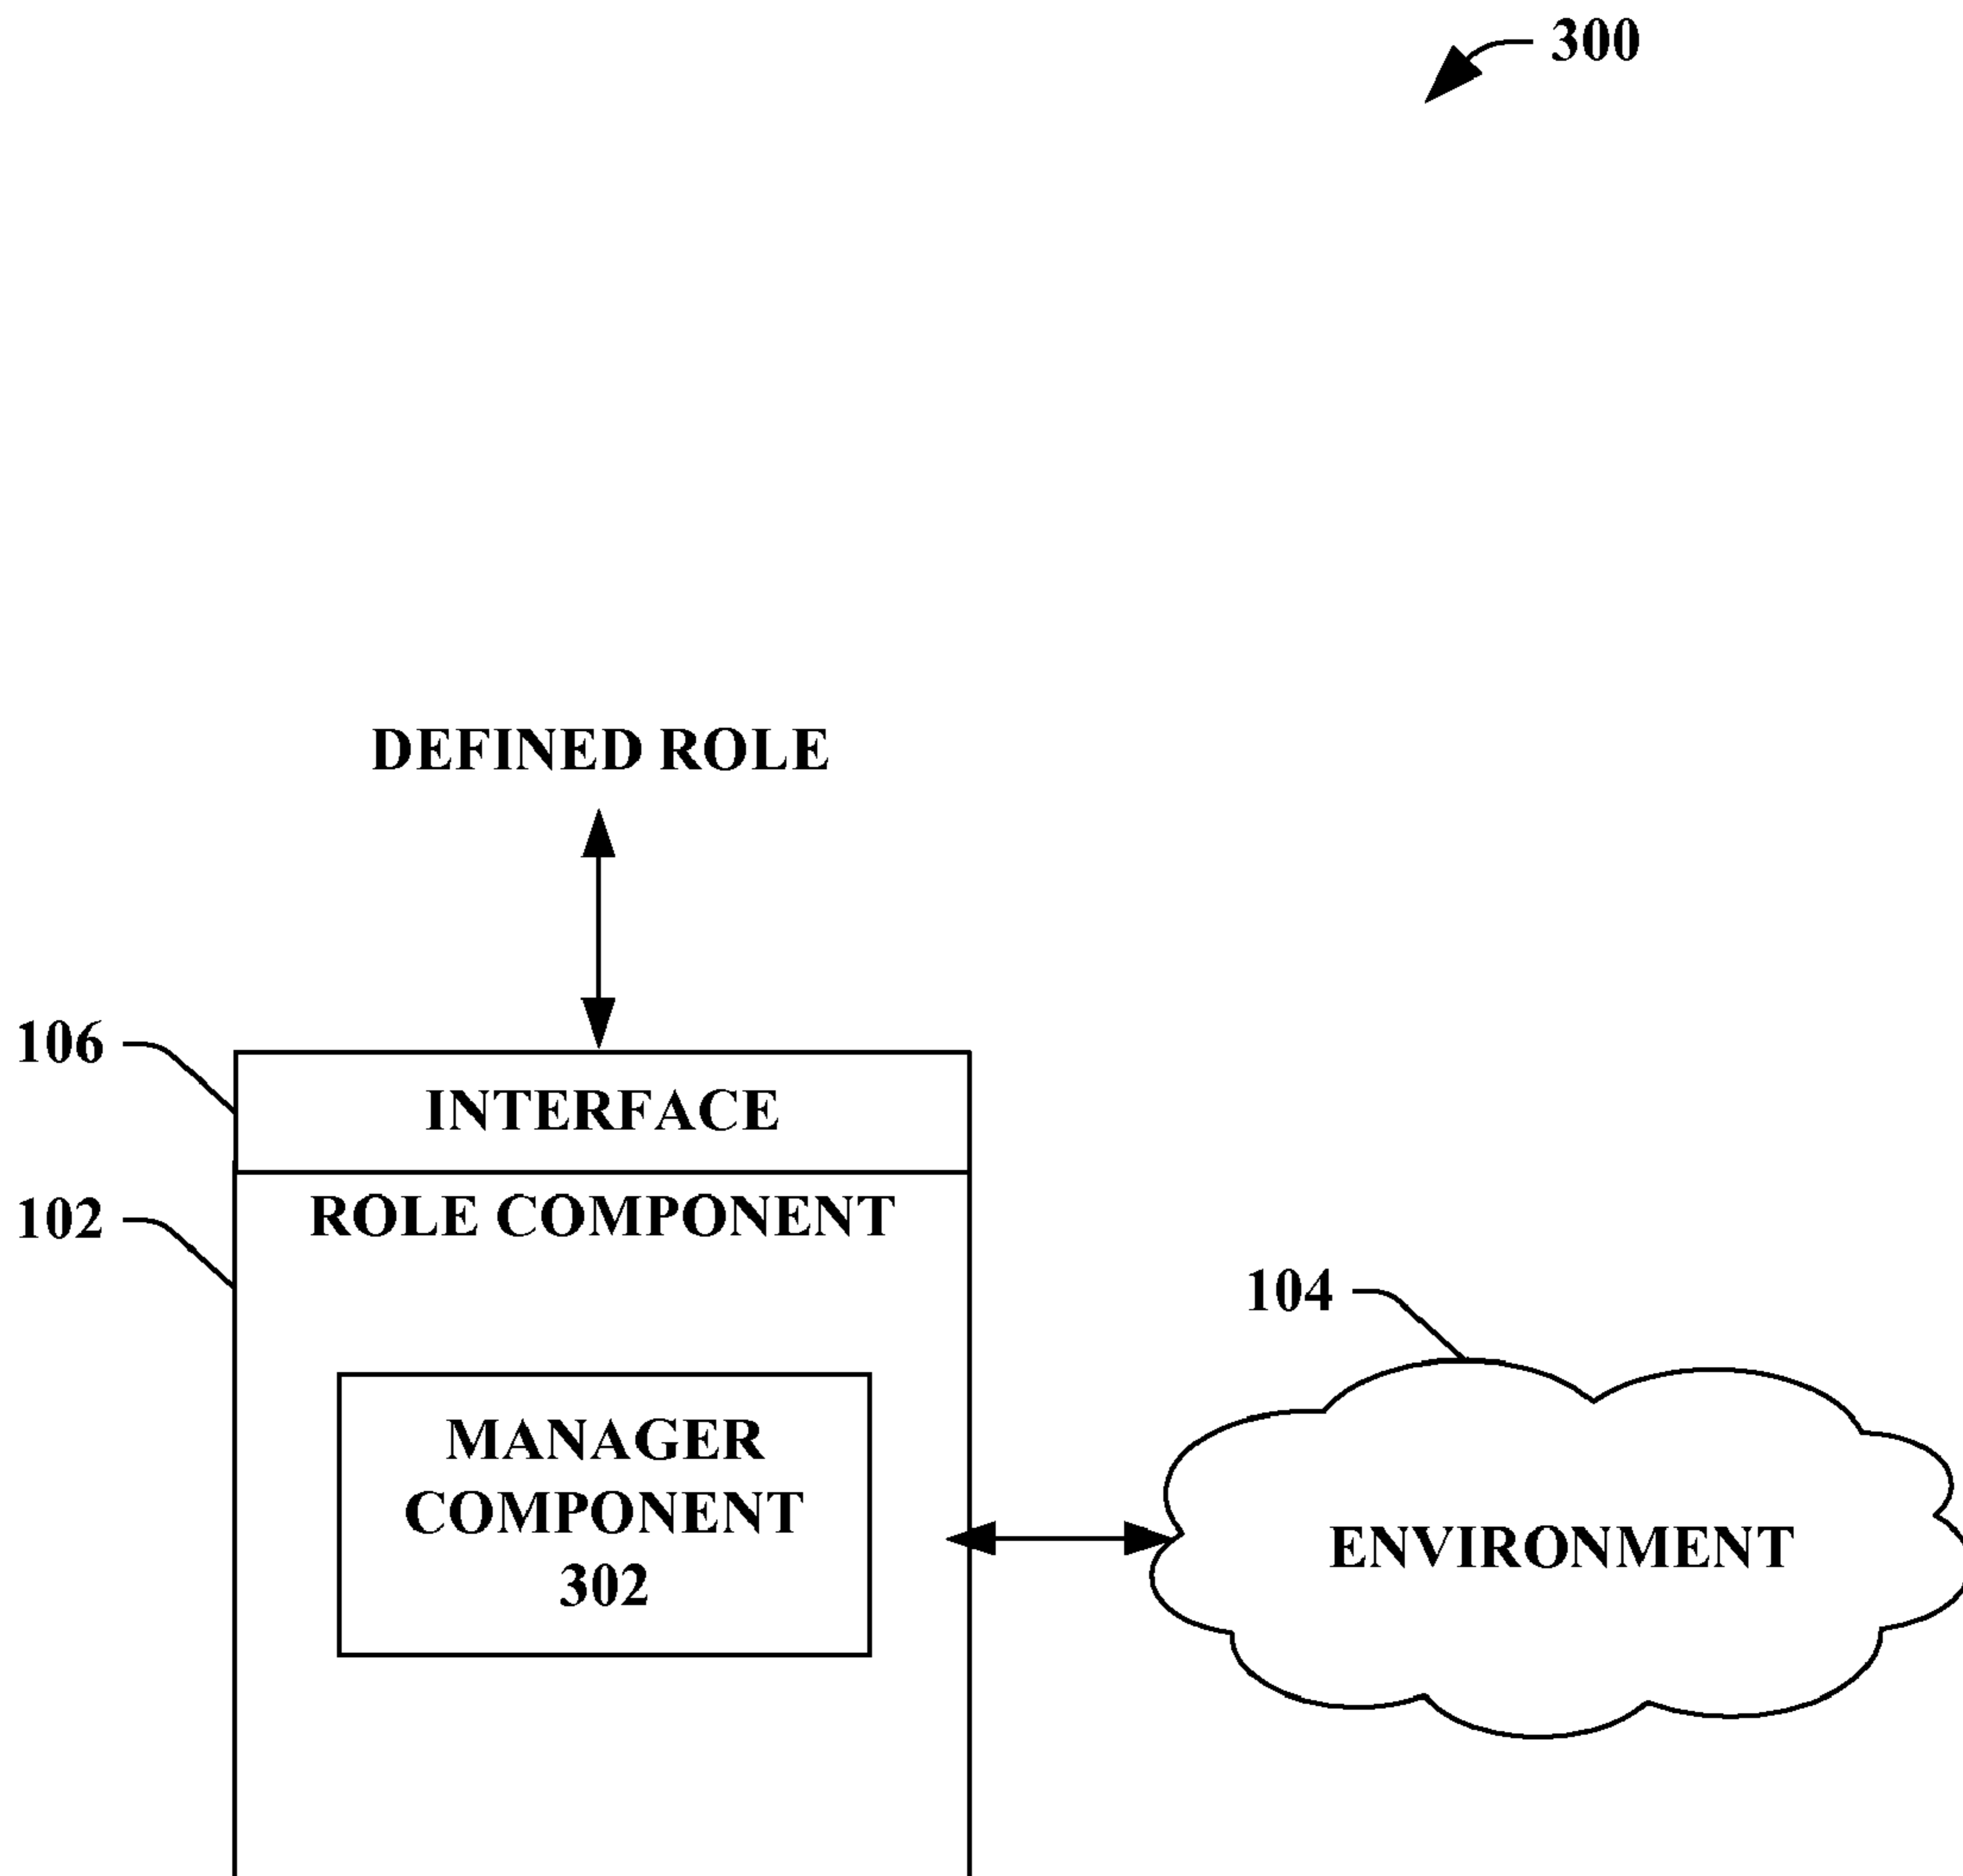 300
DEFINED ROLE
106
INTERFACE
102
ROLE COMPONENT
104
MANAGER
COMPONENT
302
ENVIRONMENT